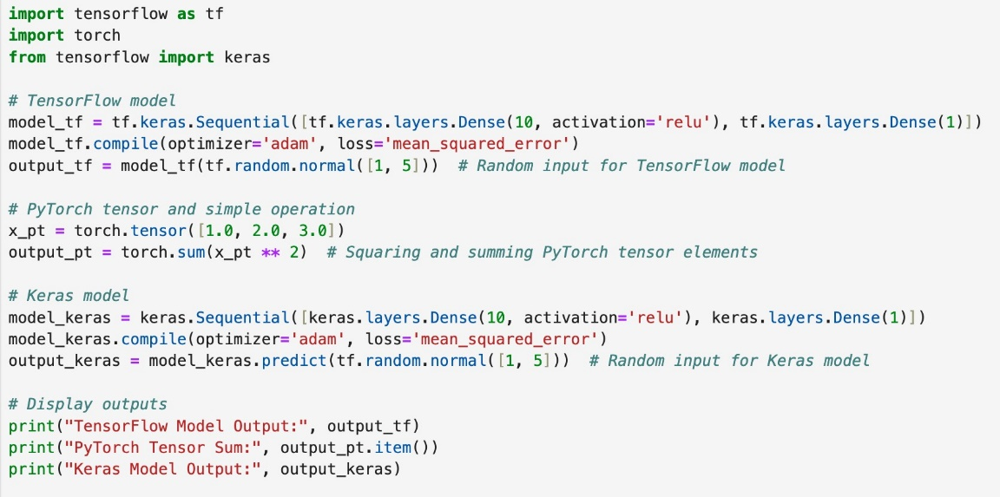 import tensorflow as tf
import torch
from tensorflow import keras
# TensorFlow model
model_tf = tf.keras.Sequential([tf.keras.layers.Dense(10, activation='relu'), tf.keras.layers.Dense(1)])
model_tf.compile(optimizer='adam', loss='mean_squared_error')
output_tf = model_tf(tf.random.normal([1, 5]))  # Random input for TensorFlow model
# PyTorch tensor and simple operation
x_pt = torch.tensor([1.0, 2.0, 3.0])
output_pt = torch.sum(x_pt ** 2)  # Squaring and summing PyTorch tensor elements
# Keras model
model_keras = keras.Sequential([keras.layers.Dense(10, activation='relu'), keras.layers.Dense(1)])
model_keras.compile(optimizer='adam', loss='mean_squared_error')
output_keras = model_keras.predict(tf.random.normal([1, 5]))  # Random input for Keras model
# Display outputs
print("TensorFlow Model Output:", output_tf)
print("PyTorch Tensor Sum:", output_pt.item())
print("Keras Model Output:", output_keras)